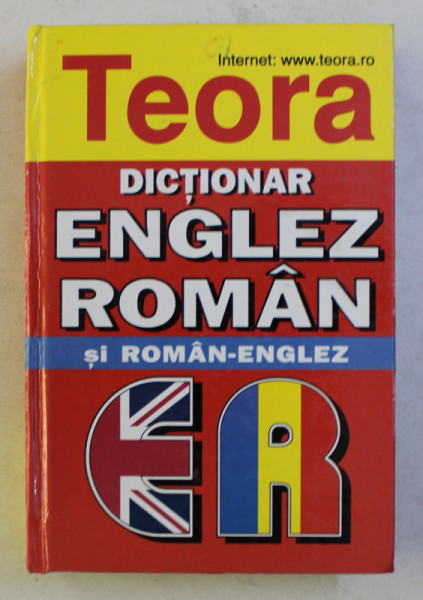 Internet: www.teora.ro
Teora
DICȚIONAR
ENGLEZ
ROMÂN
și ROMÂN-ENGLEZ
ER